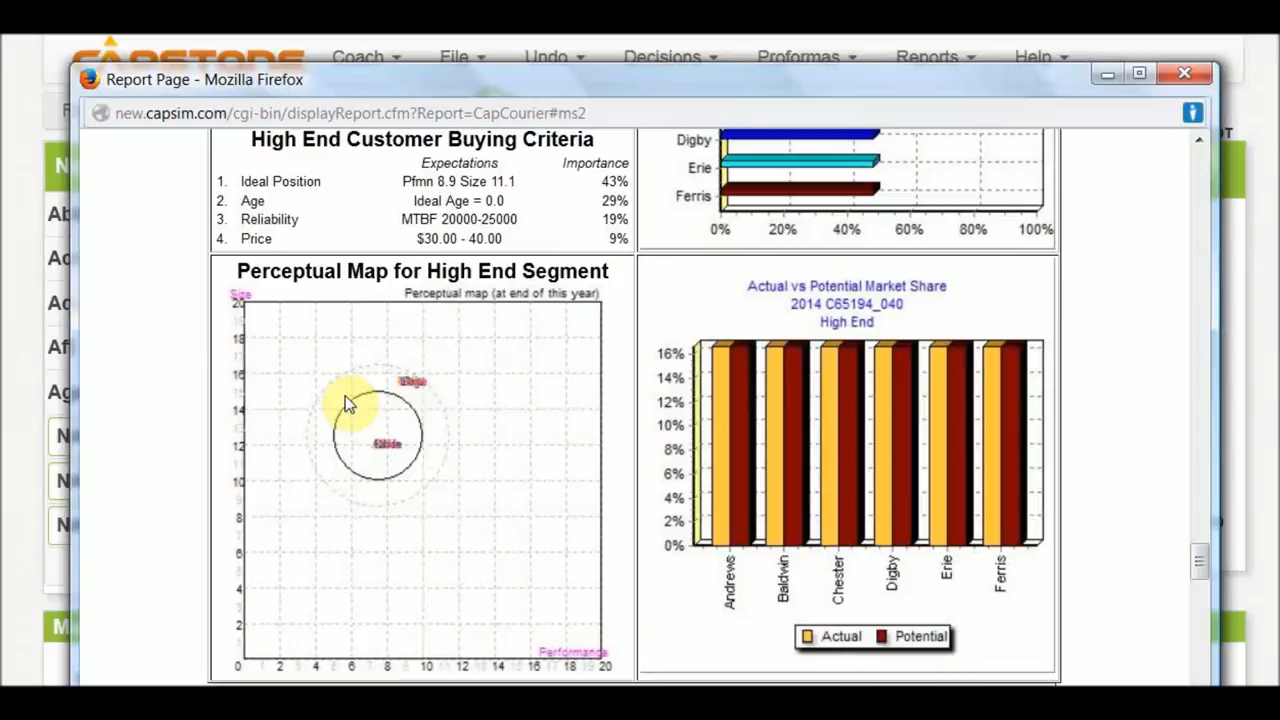 CAPSTONE
Coach File Undo Decisions Proformas Reports Help
Report Page - Mozilla Firefox
new.capsim.com/cgi-bin/displayReport.cfm?Report=CapCourier#ms2
High End Customer Buying Criteria
Expectations Importance
1. Ideal Position Pfmn 8.9 Size 11.1 43%
2. Age Ideal Age = 0.0 29%
3. Reliability MTBF 20000-25000 19%
4. Price $30.00 - 40.00 9%
Digby
Erie
Ferris
0% 20% 40% 60% 80% 100%
Perceptual Map for High End Segment
Size
Perceptual map (at end of this year)
20
18
16
14
12
10
8
6
4
2
0 2 4 6 8 10 12 14 16 18 20
Performance
Actual vs Potential Market Share
2014 C65194_040
High End
16%
14%
12%
10%
8%
6%
4%
2%
0%
Andrews Baldwin Chester Digby Erie Ferris
Actual Potential
N
Ab
Ac
Ad
Af
Ag
N
N
N
M